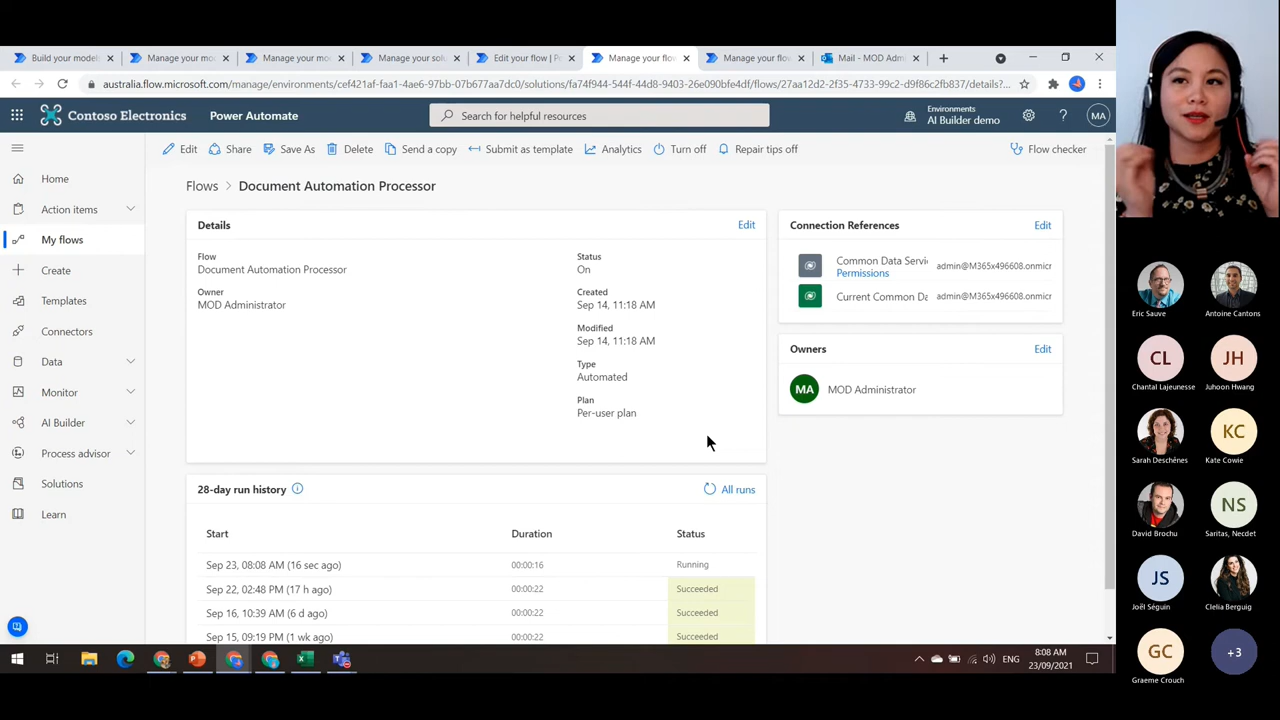 Build your model
Manage your mo
Manage your mo
Manage your solu
Edit your flow | P
Manage your flow
Manage your flow
Mail - MOD Admi
australia.flow.microsoft.com/manage/environments/cef421af-faa1-4ae6-97bb-07b677aa7dc0/solutions/fa74f944-544f-44d8-9403-26e090bfe4df/flows/27aa12d2-2f35-4733-99c2-d9f86c2fb837/details?...
Contoso Electronics
Power Automate
Search for helpful resources
Environments
AI Builder demo
?
MA
Edit
Share
Save As
Delete
Send a copy
Submit as template
Analytics
Turn off
Repair tips off
Flow checker
Home
Action items
My flows
Create
Templates
Connectors
Data
Monitor
AI Builder
Process advisor
Solutions
Learn
Flows > Document Automation Processor
Details
Edit
Flow
Document Automation Processor
Owner
MOD Administrator
Status
On
Created
Sep 14, 11:18 AM
Modified
Sep 14, 11:18 AM
Type
Automated
Plan
Per-user plan
Connection References
Edit
Common Data Servi
Permissions
admin@M365x496608.onmicr
Current Common Da
admin@M365x496608.onmicr
Owners
Edit
MA
MOD Administrator
28-day run history
All runs
Start Duration Status
Sep 23, 08:08 AM (16 sec ago) 00:00:16 Running
Sep 22, 02:48 PM (17 h ago) 00:00:22 Succeeded
Sep 16, 10:39 AM (6 d ago) 00:00:22 Succeeded
Sep 15, 09:19 PM (1 wk ago) 00:00:22 Succeeded
ENG
8:08 AM
23/09/2021
Eric Sauve
Antoine Cantons
CL
JH
Chantal Lajeunesse
Juhoon Hwang
KC
Sarah Deschênes
Kate Cowie
NS
David Brochu
Saritas, Necdet
JS
Joël Séguin
Clelia Berguig
GC
+3
Graeme Crouch